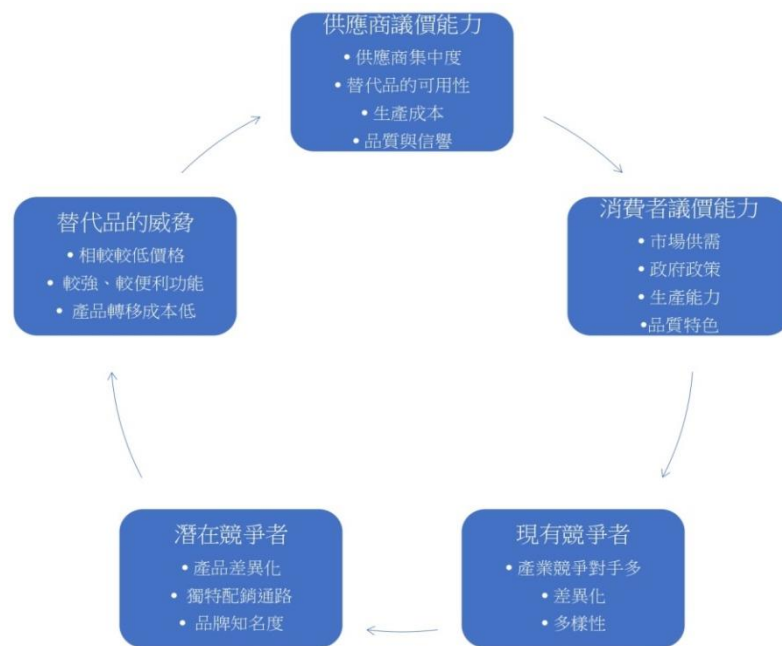 供應商議價能力
• 供應商集中度
• 替代品的可用性
• 生產成本
• 品質與信譽
消費者議價能力
• 市場供需
• 政府政策
• 生產能力
•品質特色
現有競爭者
• 產業競爭對手多
• 差異化
• 多樣性
潛在競爭者
• 產品差異化
• 獨特配銷通路
• 品牌知名度
替代品的威脅
• 相較較低價格
• 較強、較便利功能
• 產品轉移成本低